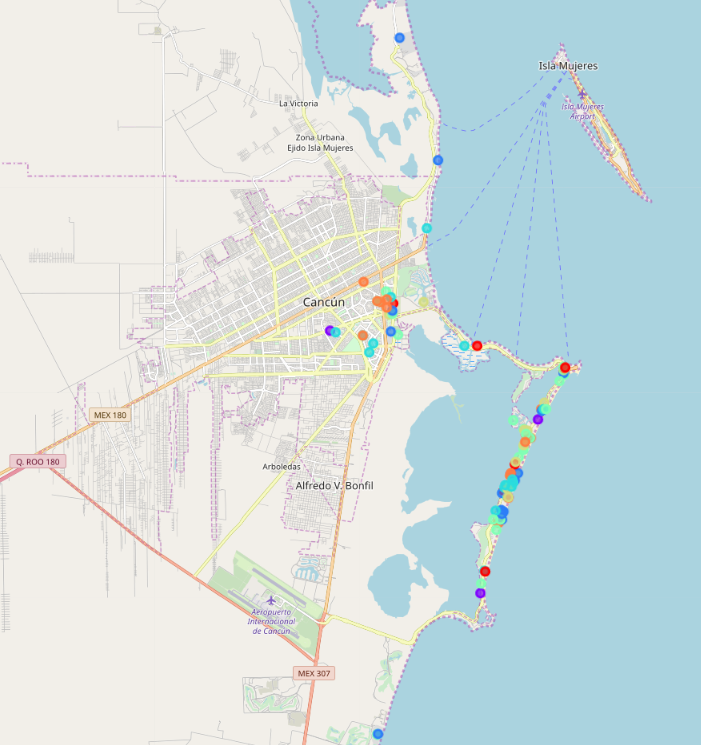 Isla Mujeres
Isla Mujeres
Airport
La Victoria
Zona Urbana
Ejido Isla Mujeres
Cancún
MEX 180
Q. ROO 180
Arboledas
Alfredo V. Bonfil
Aeropuerto
Internacional
de Cancún
MEX 307